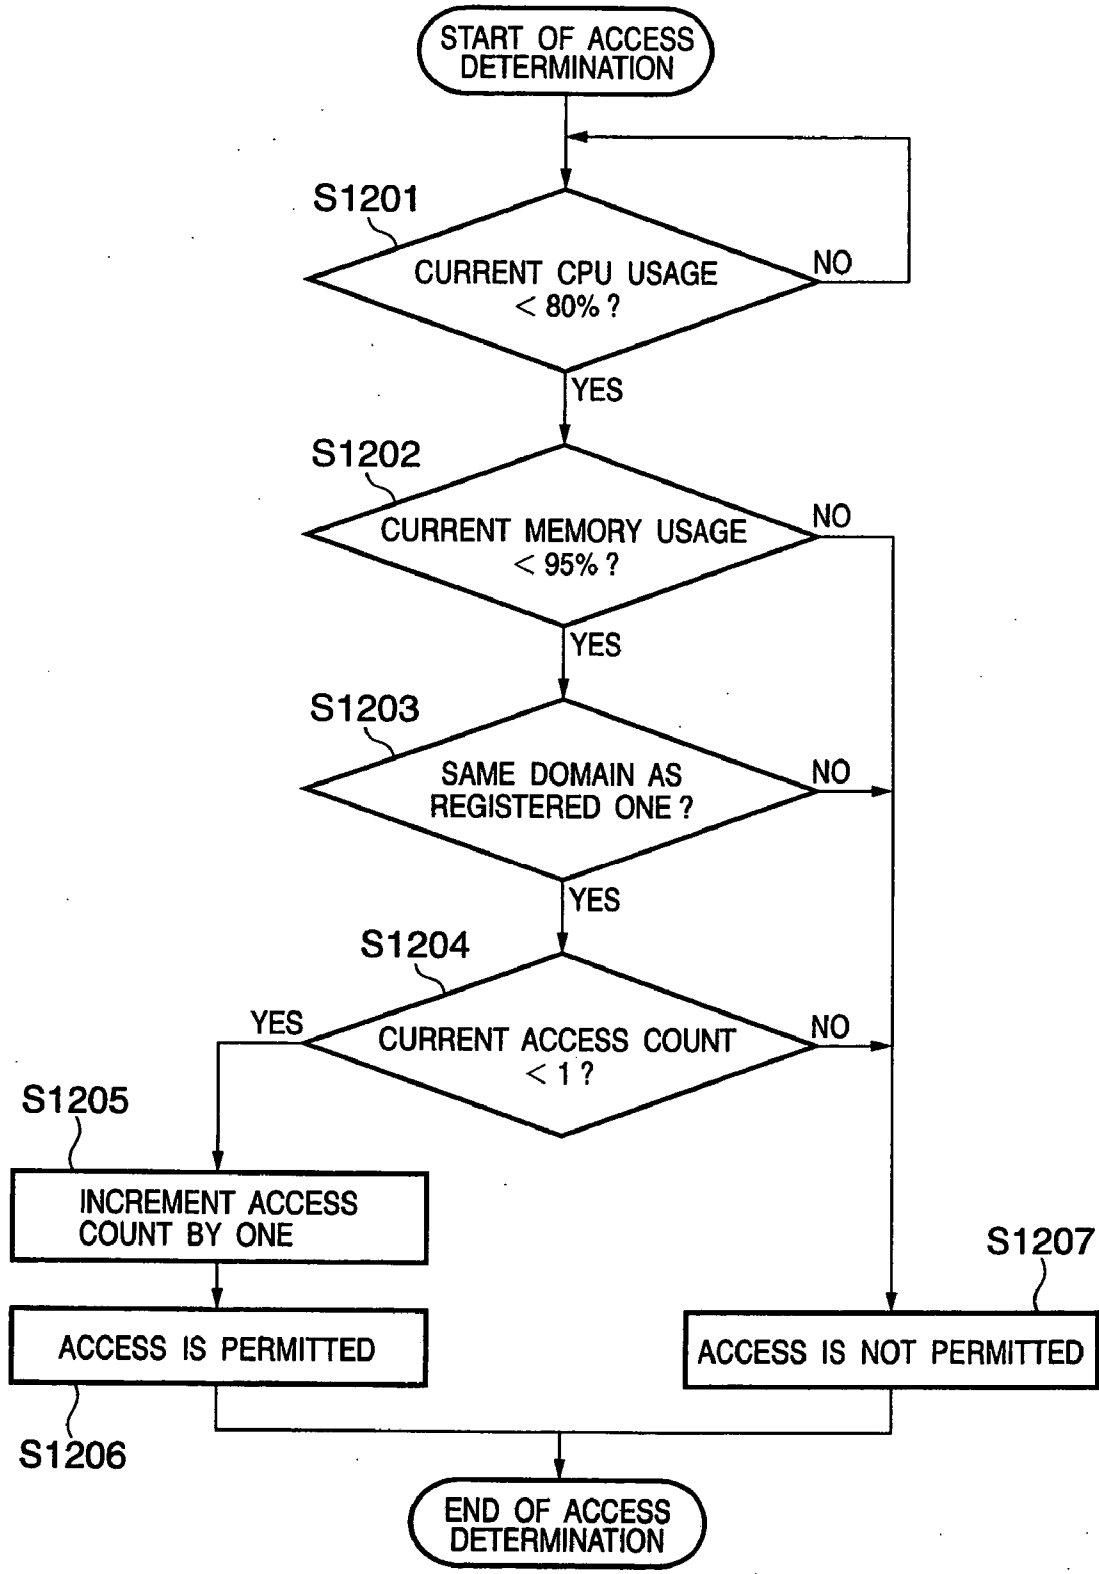 START OF ACCESS
DETERMINATION
S1201
CURRENT CPU USAGE
< 80% ?
NO
YES
S1202
CURRENT MEMORY USAGE
< 95% ?
NO
YES
S1203
SAME DOMAIN AS
REGISTERED ONE ?
NO
YES
S1204
CURRENT ACCESS COUNT
< 1 ?
YES
NO
S1205
INCREMENT ACCESS
COUNT BY ONE
S1207
ACCESS IS PERMITTED
ACCESS IS NOT PERMITTED
S1206
END OF ACCESS
DETERMINATION